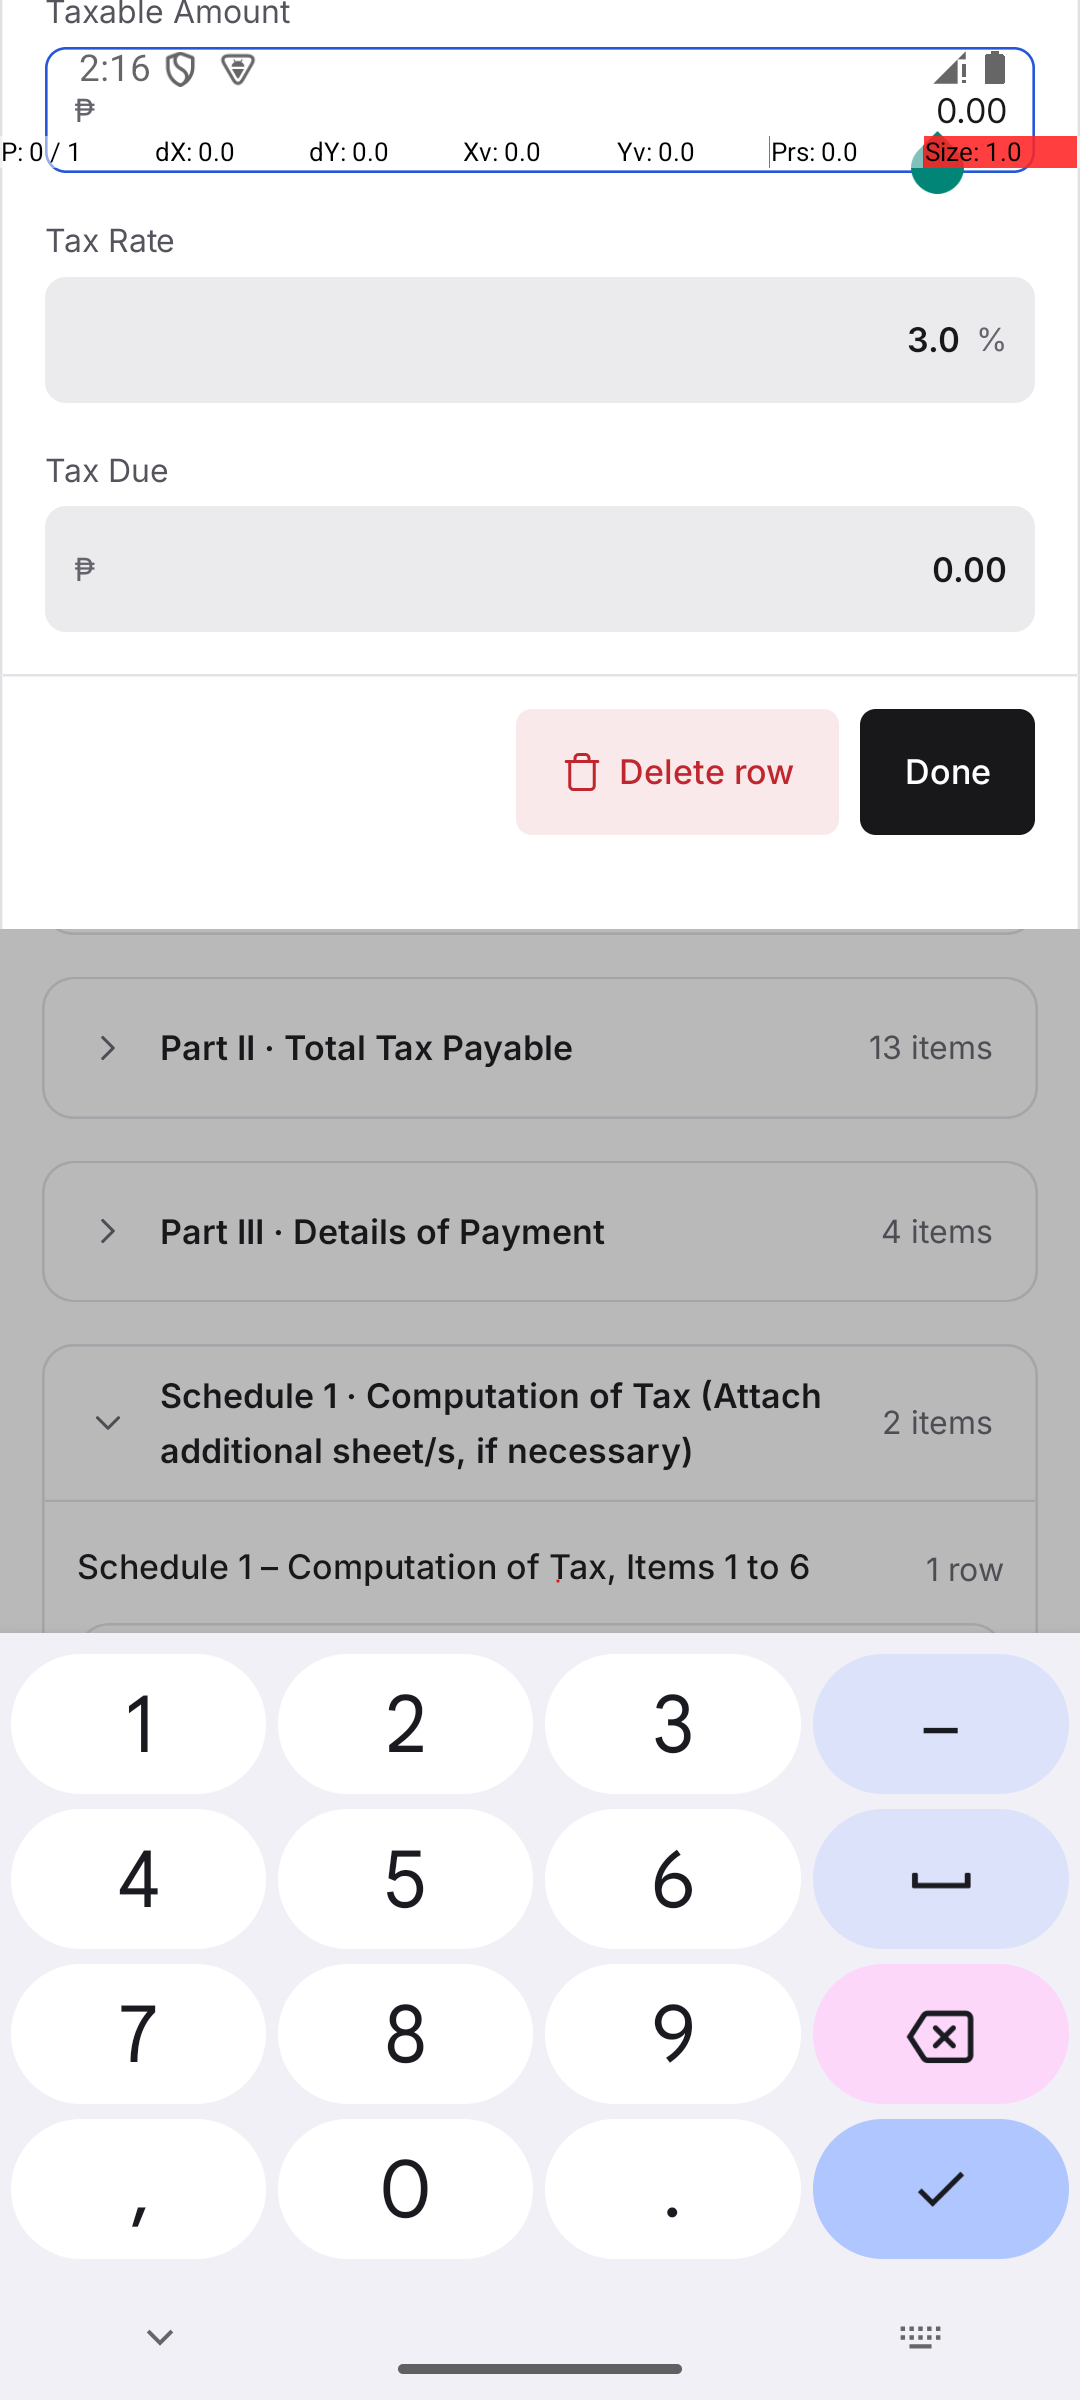 Taxable Amount
2:16
₱ 0.00
P: 0 / 1 dX: 0.0 dY: 0.0 Xv: 0.0 Yv: 0.0 Prs: 0.0 Size: 1.0
Tax Rate
3.0 %
Tax Due
₱ 0.00
Delete row
Done
Part II · Total Tax Payable 13 items
Part III · Details of Payment 4 items
Schedule 1 · Computation of Tax (Attach
additional sheet/s, if necessary)
2 items
Schedule 1 – Computation of Tax, Items 1 to 6 1 row
1 2 3 –
4 5 6
7 8 9
, 0 .